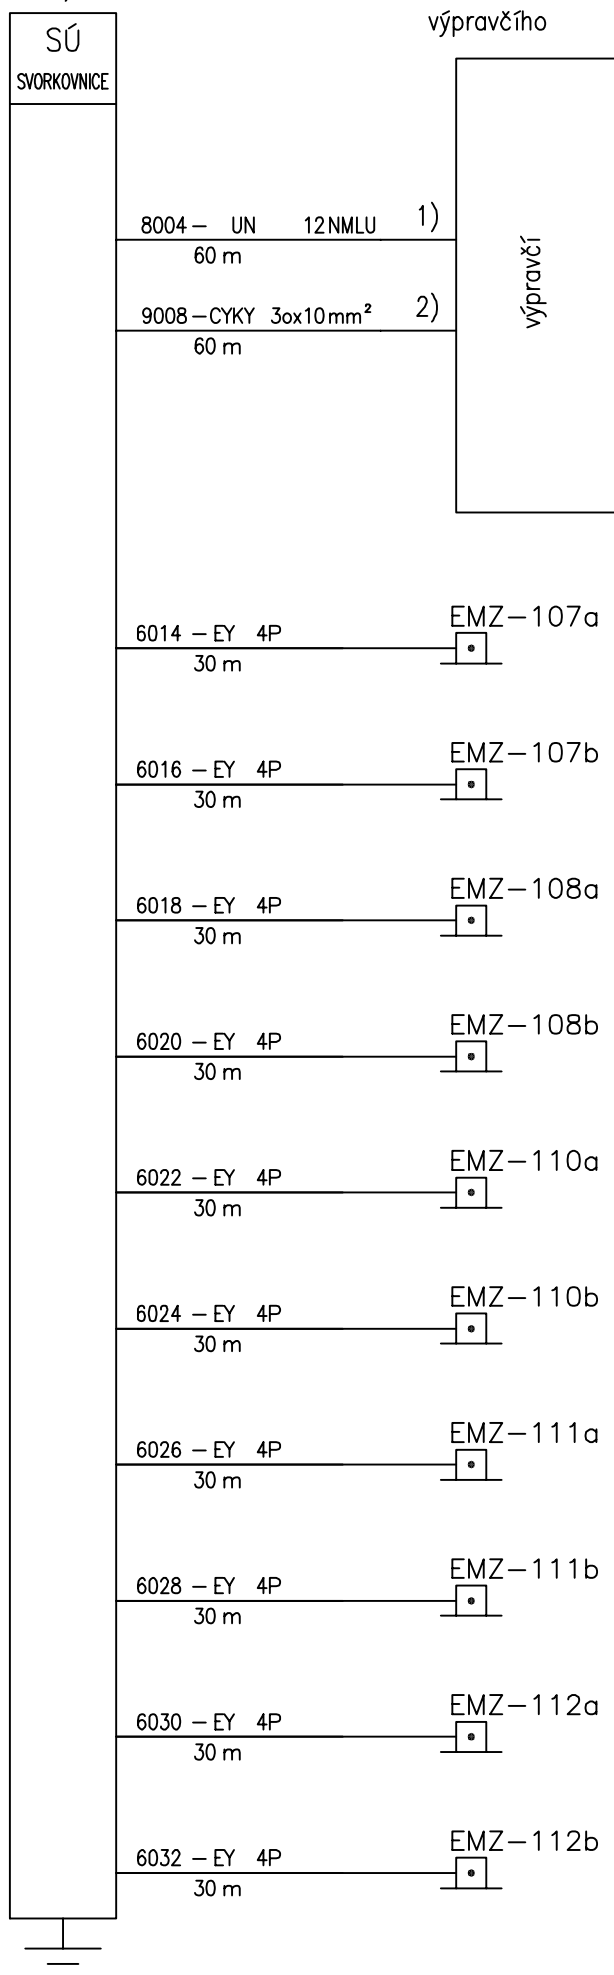 výpravčího
SÚ
SVORKOVNICE
8004 – UN 12NMLU 1)
60 m
9008 – CYKY 3ox10mm² 2)
60 m
výpravčí
EMZ-107a
6014 – EY 4P
30 m
EMZ-107b
6016 – EY 4P
30 m
EMZ-108a
6018 – EY 4P
30 m
EMZ-108b
6020 – EY 4P
30 m
EMZ-110a
6022 – EY 4P
30 m
EMZ-110b
6024 – EY 4P
30 m
EMZ-111a
6026 – EY 4P
30 m
EMZ-111b
6028 – EY 4P
30 m
EMZ-112a
6030 – EY 4P
30 m
EMZ-112b
6032 – EY 4P
30 m